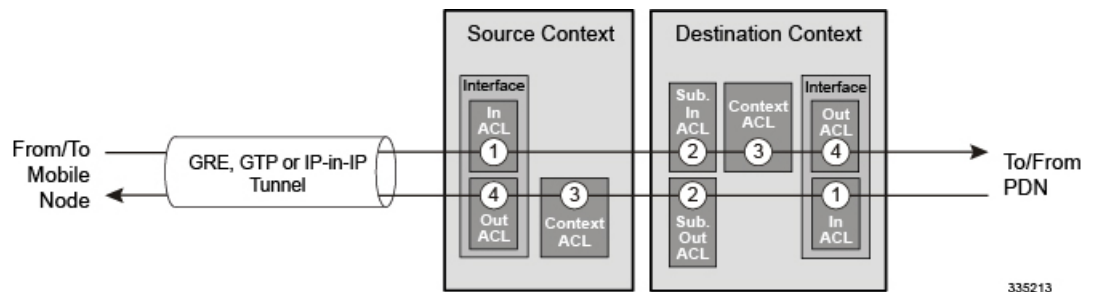 Source Context
Destination Context
From/To
Mobile
Node
GRE, GTP or IP-in-IP
Tunnel
Interface
In
ACL
1
4
Out
ACL
3
Context
ACL
Sub.
In
ACL
2
Context
ACL
3
Interface
Out
ACL
4
2
Sub.
Out
ACL
1
In
ACL
To/From
PDN
335213